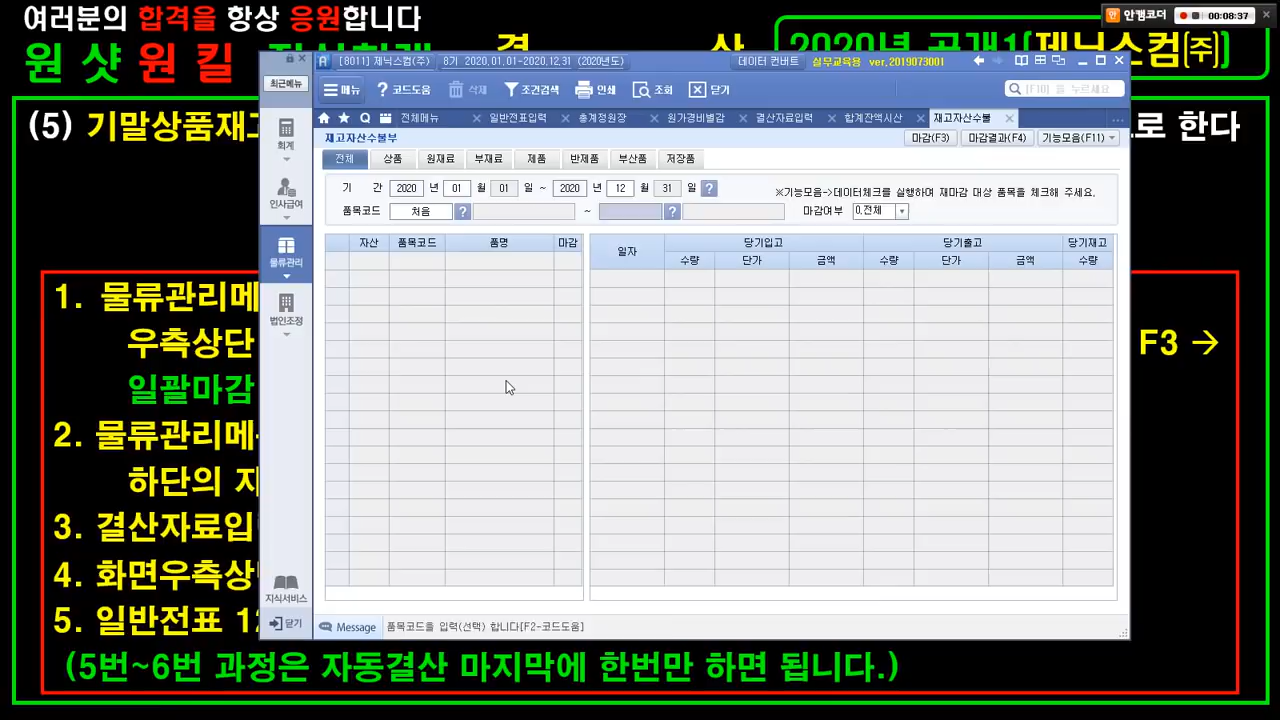 여러분의 합격을 항상 응원합니다
원 샷 원 킬
2020년 공개1[제닉스컴㈜]
안캠코더 00:08:37
(5) 기말상품재고
로 한다
1. 물류관리메
우측상단
F3 →
일괄마감
2. 물류관리메
하단의
3. 결산자료입
4. 화면우측상
5. 일반전표 12
(5번~6번 과정은 자동결산 마지막에 한번만 하면 됩니다.)
[8011] 제닉스컴(주) 8기 2020.01.01~2020.12.31 (2020년도) 데이터 컨버트 실무교육용 ver.2019073001
최근메뉴
메뉴 ? 코드도움 삭제 조건검색 인쇄 조회 닫기 [F10] 을 누르세요
전체메뉴 일반전표입력 총계정원장 원가경비별감 결산자료입력 합계잔액시산 재고자산수불
재고자산수불부 마감(F3) 마감결과(F4) 기능모음(F11)
전체 상품 원재료 부재료 제품 반제품 부산품 저장품
기 간 2020 년 01 월 01 일 ~ 2020 년 12 월 31 일 ? ※기능모음->데이터체크를 실행하며 재마감 대상 품목을 체크해 주세요.
품목코드 처음 ? ~ ? 마감여부 0.전체
자산 품목코드 품명 마감
일자 당기입고 당기출고 당기재고
수량 단가 금액 수량 단가 금액 수량
회계
인사급여
물류관리
법인조정
지식서비스
닫기
Message 품목코드를 입력(선택) 합니다[F2-코드도움]